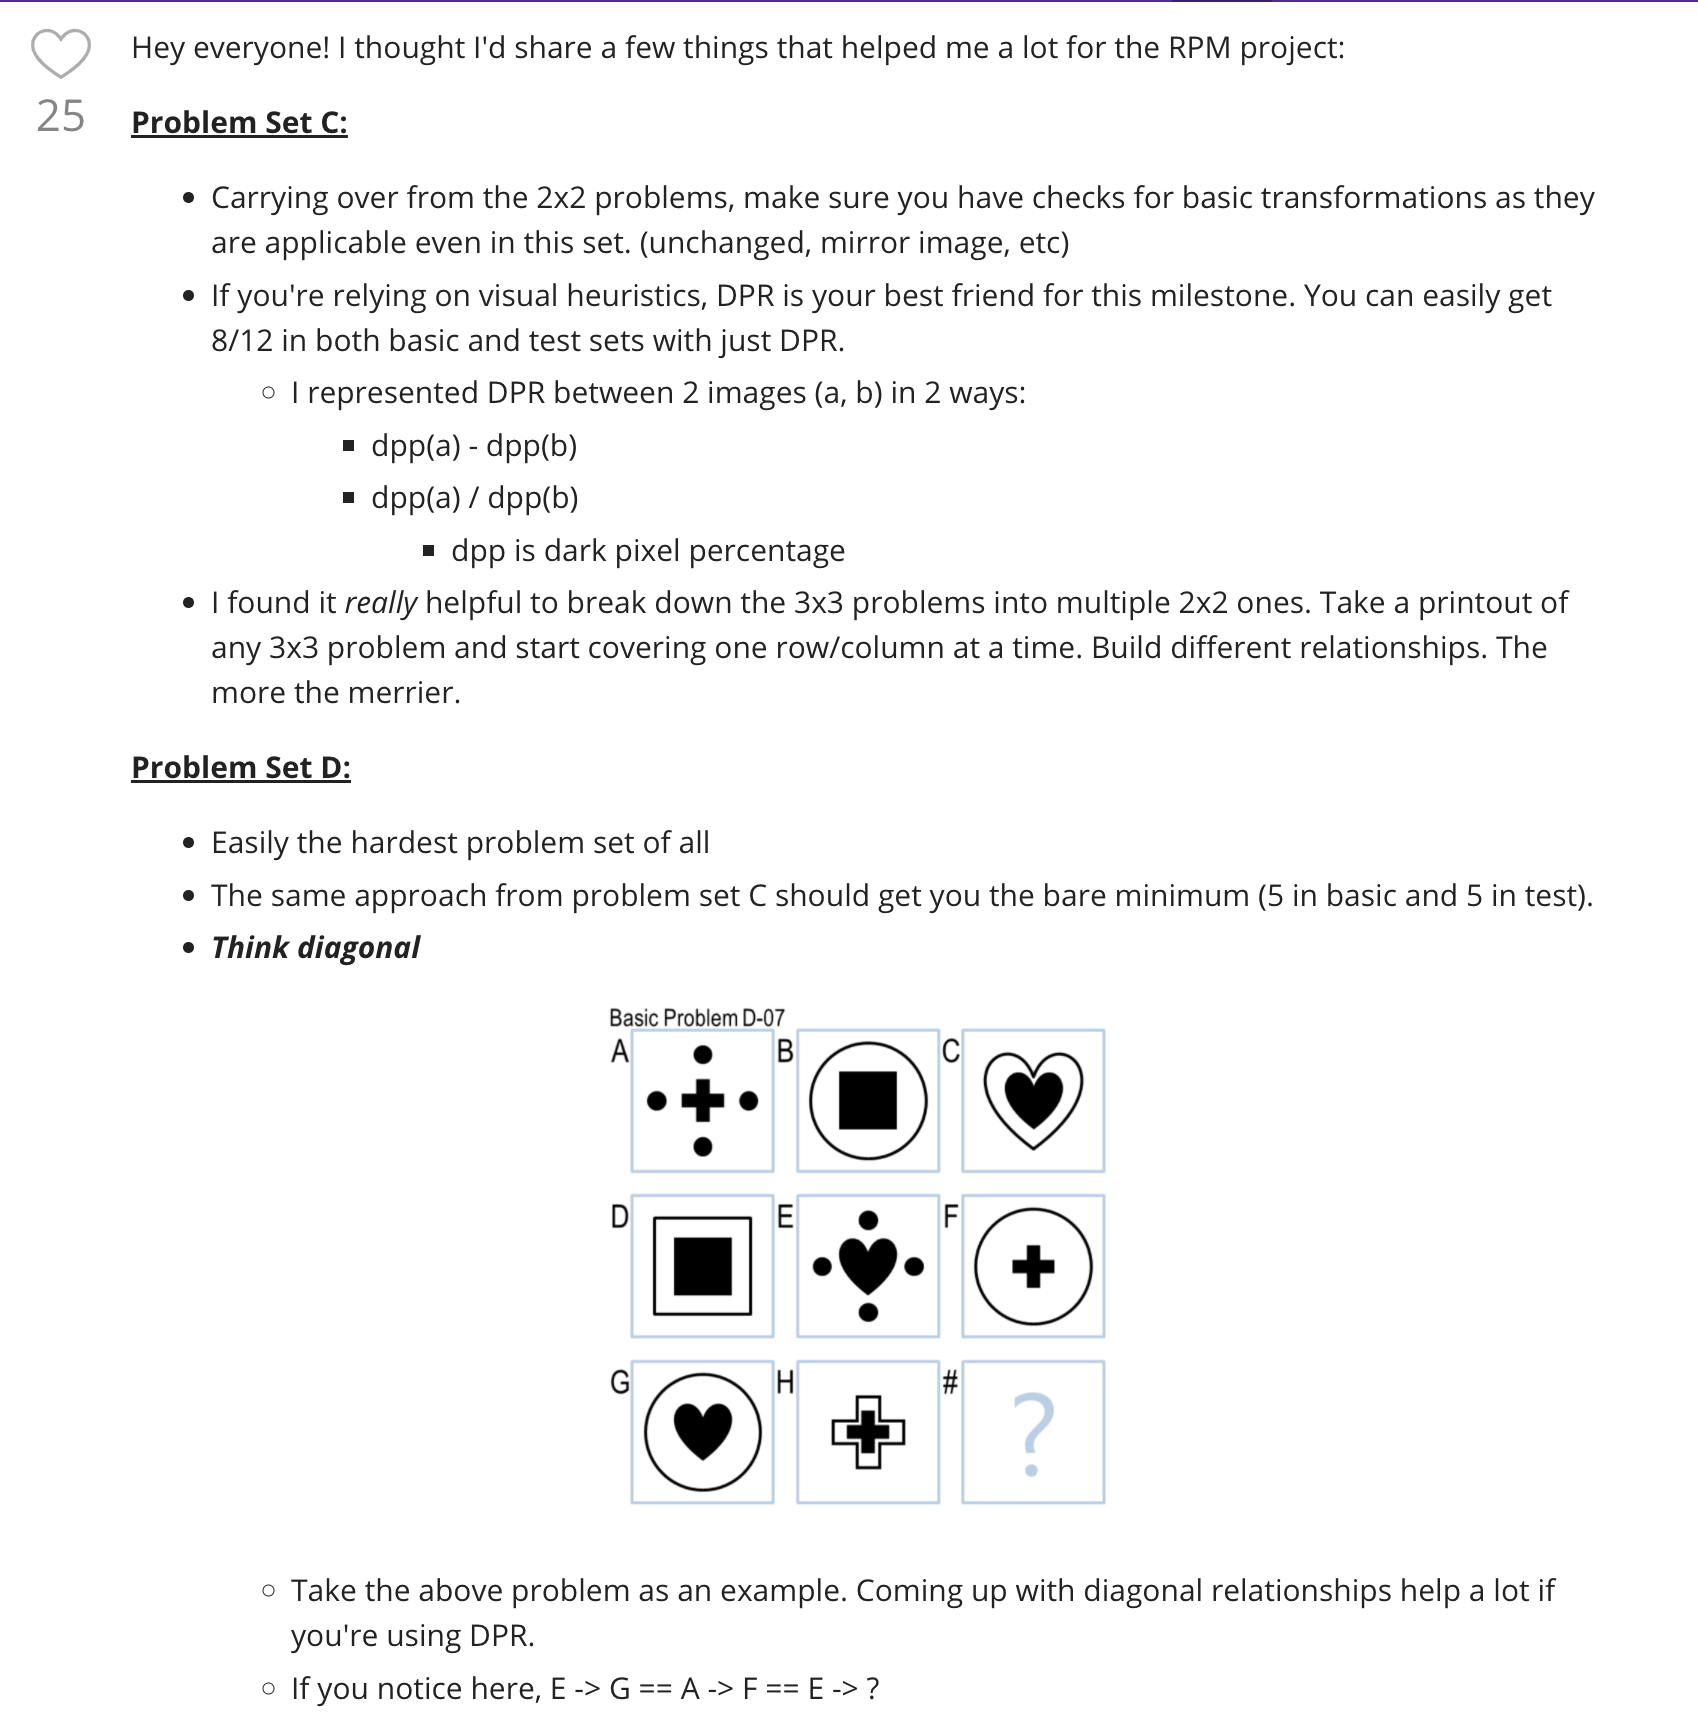 Hey everyone! I thought I'd share a few things that helped me a lot for the RPM project:
25
Problem Set C:
Carrying over from the 2x2 problems, make sure you have checks for basic transformations as they
are applicable even in this set. (unchanged, mirror image, etc)
If you're relying on visual heuristics, DPR is your best friend for this milestone. You can easily get
8/12 in both basic and test sets with just DPR.
I represented DPR between 2 images (a, b) in 2 ways:
dpp(a) - dpp(b)
dpp(a) / dpp(b)
dpp is dark pixel percentage
I found it really helpful to break down the 3x3 problems into multiple 2x2 ones. Take a printout of
any 3x3 problem and start covering one row/column at a time. Build different relationships. The
more the merrier.
Problem Set D:
Easily the hardest problem set of all
The same approach from problem set C should get you the bare minimum (5 in basic and 5 in test).
Think diagonal
Basic Problem D-07
A B C
D E F
G H #
?
Take the above problem as an example. Coming up with diagonal relationships help a lot if
you're using DPR.
If you notice here, E -> G == A -> F == E -> ?